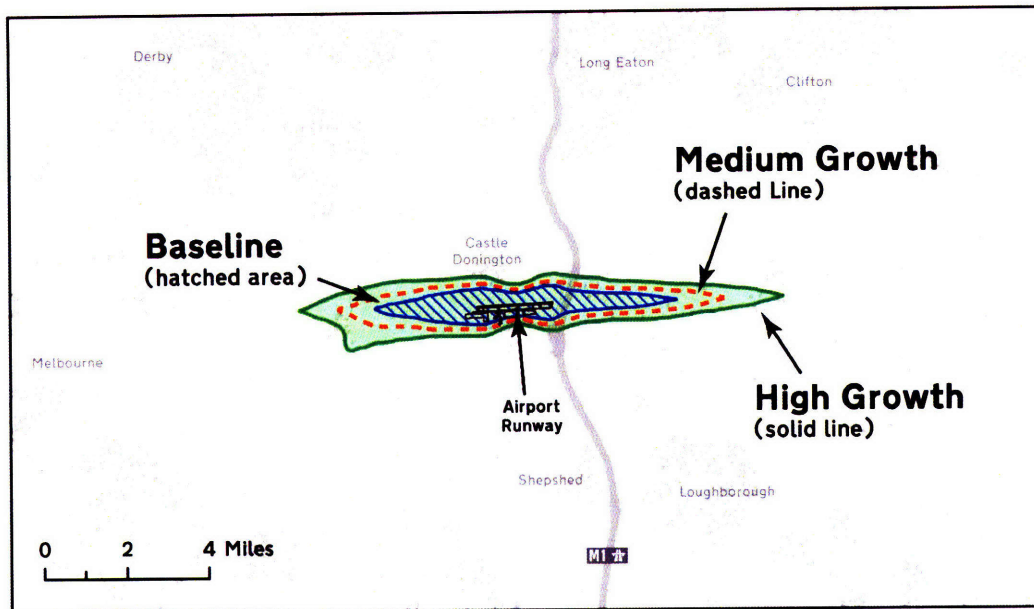 Derby
Long Eaton
Clifton
Medium Growth
(dashed Line)
Baseline
(hatched area)
Castle
Donington
Melbourne
Airport
Runway
High Growth
(solid line)
Shepshed
Loughborough
0 2 4 Miles
M1